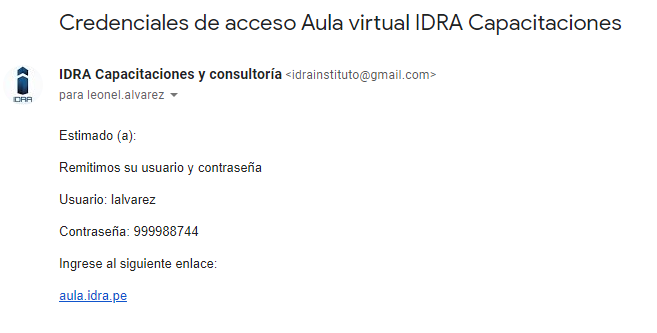 Credenciales de acceso Aula virtual IDRA Capacitaciones
IDRA Capacitaciones y consultoría <idrainstituto@gmail.com>
IDRA
para leonel.alvarez
Estimado (a):
Remitimos su usuario y contraseña
Usuario: lalvarez
Contraseña: 999988744
Ingrese al siguiente enlace:
aula.idra.pe